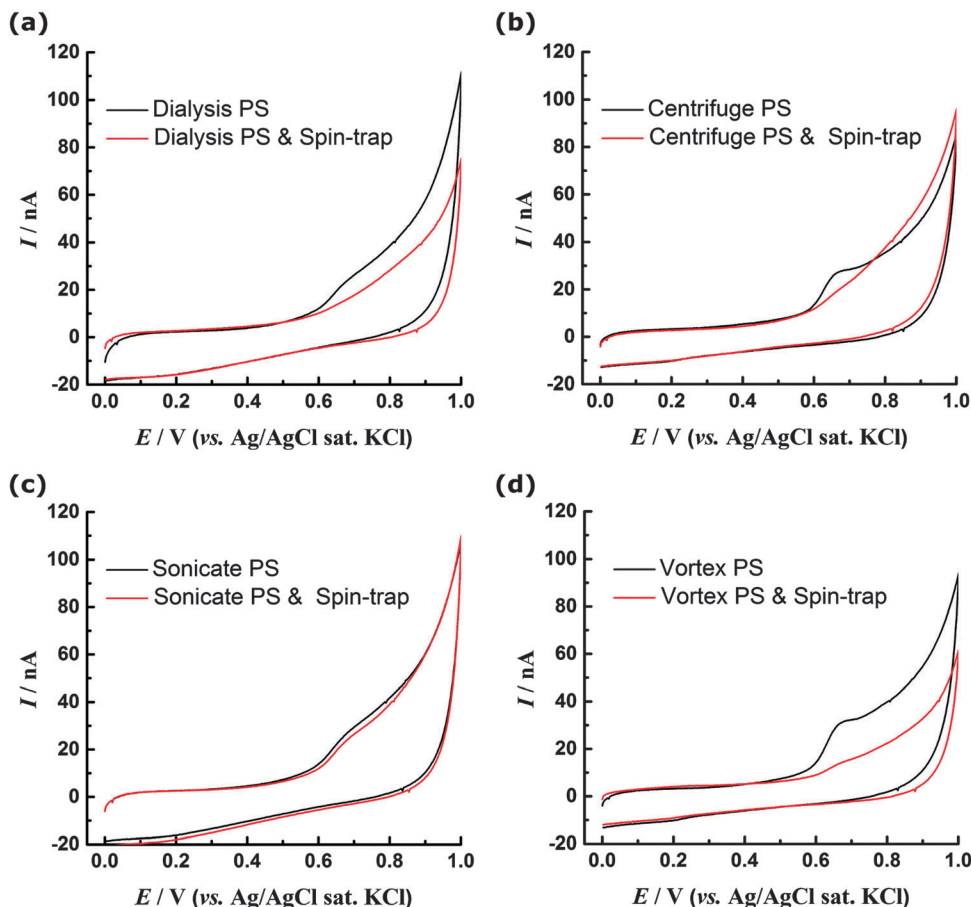 (a)
120
100
80
60
40
20
0
-20
I / nA
Dialysis PS
Dialysis PS & Spin-trap
0.0 0.2 0.4 0.6 0.8 1.0
E / V (vs. Ag/AgCl sat. KCl)
(b)
120
100
80
60
40
20
0
-20
I / nA
Centrifuge PS
Centrifuge PS & Spin-trap
0.0 0.2 0.4 0.6 0.8 1.0
E / V (vs. Ag/AgCl sat. KCl)
(c)
120
100
80
60
40
20
0
-20
I / nA
Sonicate PS
Sonicate PS & Spin-trap
0.0 0.2 0.4 0.6 0.8 1.0
E / V (vs. Ag/AgCl sat. KCl)
(d)
120
100
80
60
40
20
0
-20
I / nA
Vortex PS
Vortex PS & Spin-trap
0.0 0.2 0.4 0.6 0.8 1.0
E / V (vs. Ag/AgCl sat. KCl)